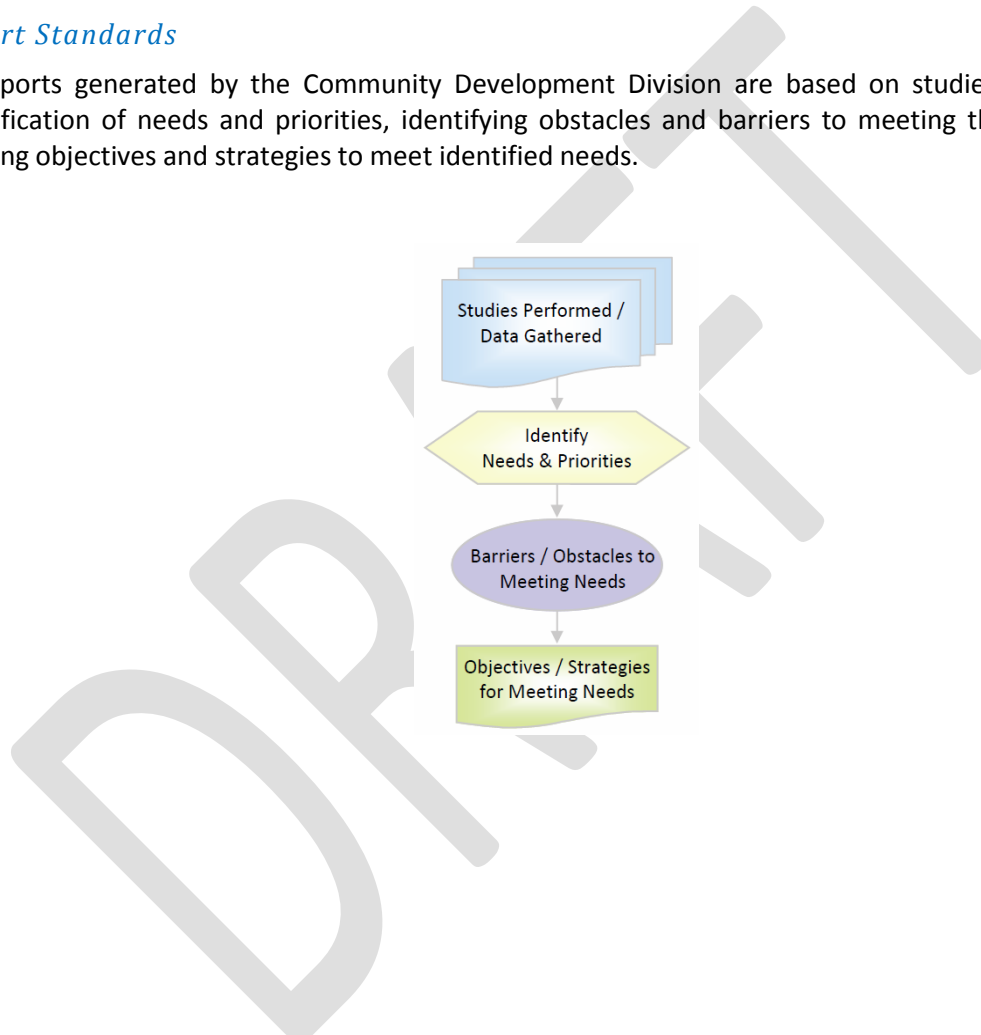 rt Standards
ports generated by the Community Development Division are based on studie
fication of needs and priorities, identifying obstacles and barriers to meeting th
ng objectives and strategies to meet identified needs.
DRAFT
Studies Performed /
Data Gathered
Identify
Needs & Priorities
Barriers / Obstacles to
Meeting Needs
Objectives / Strategies
for Meeting Needs